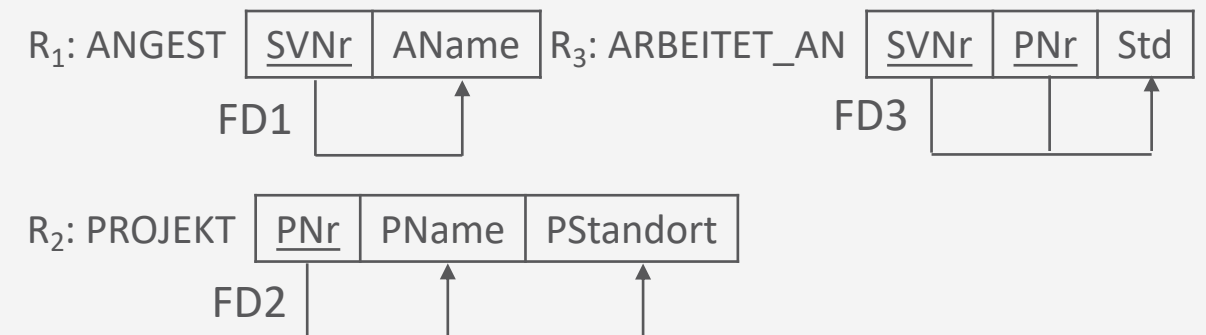 R₁: ANGEST SVNr AName R₃: ARBEITET_AN SVNr PNr Std
FD1 FD3
R₂: PROJEKT PNr PName PStandort
FD2